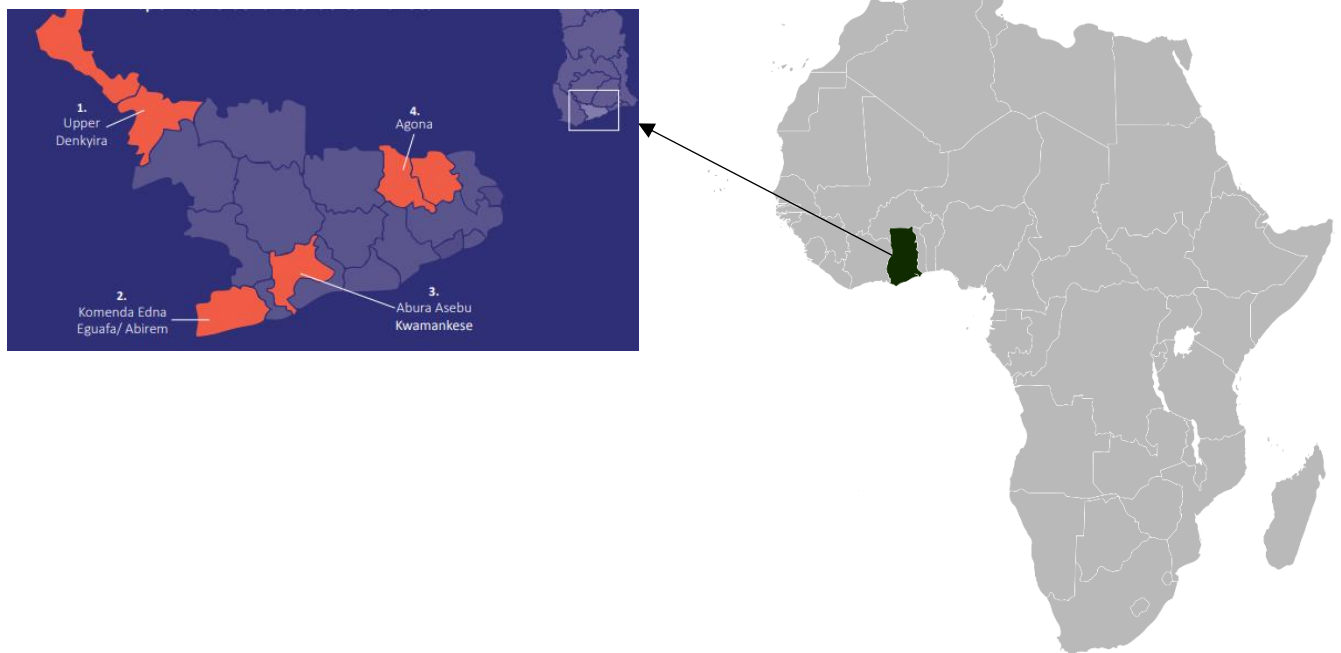 1.
Upper
Denkyira
4.
Agona
2.
Komenda Edna
Eguafa/ Abirem
3.
Abura Asebu
Kwamankese